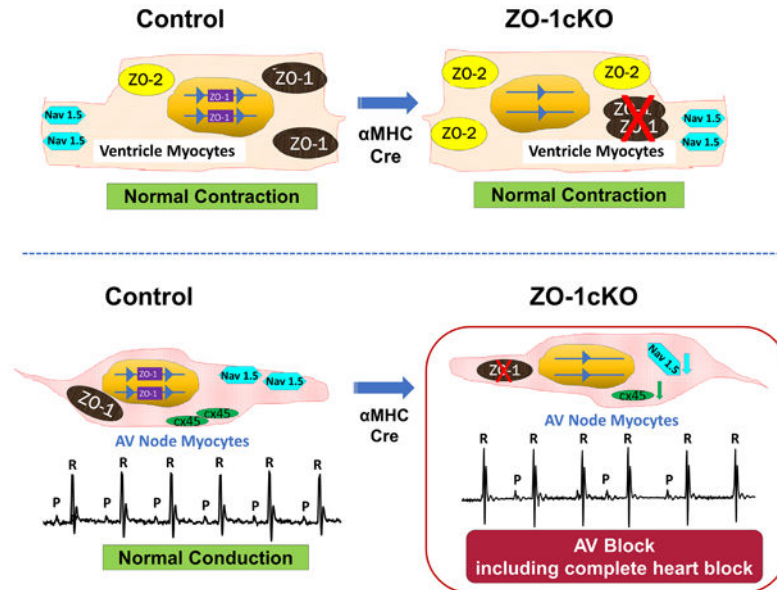 Control
ZO-1cKO
ZO-2
ZO-1
ZO-1
ZO-1
ZO-1
Nav 1.5
Nav 1.5
Ventricle Myocytes
Normal Contraction
αMHC
Cre
ZO-2
ZO-2
ZO-2
ZO-1
ZO-1
Nav 1.5
Nav 1.5
Ventricle Myocytes
Normal Contraction
Control
ZO-1cKO
ZO-1
ZO-1
ZO-1
Nav 1.5
Nav 1.5
cx45
cx45
AV Node Myocytes
R R R R R R
P P P P P P
Normal Conduction
αMHC
Cre
ZO-1
Nav 1.5
cx45
AV Node Myocytes
R R R R R R
P P P
AV Block
including complete heart block